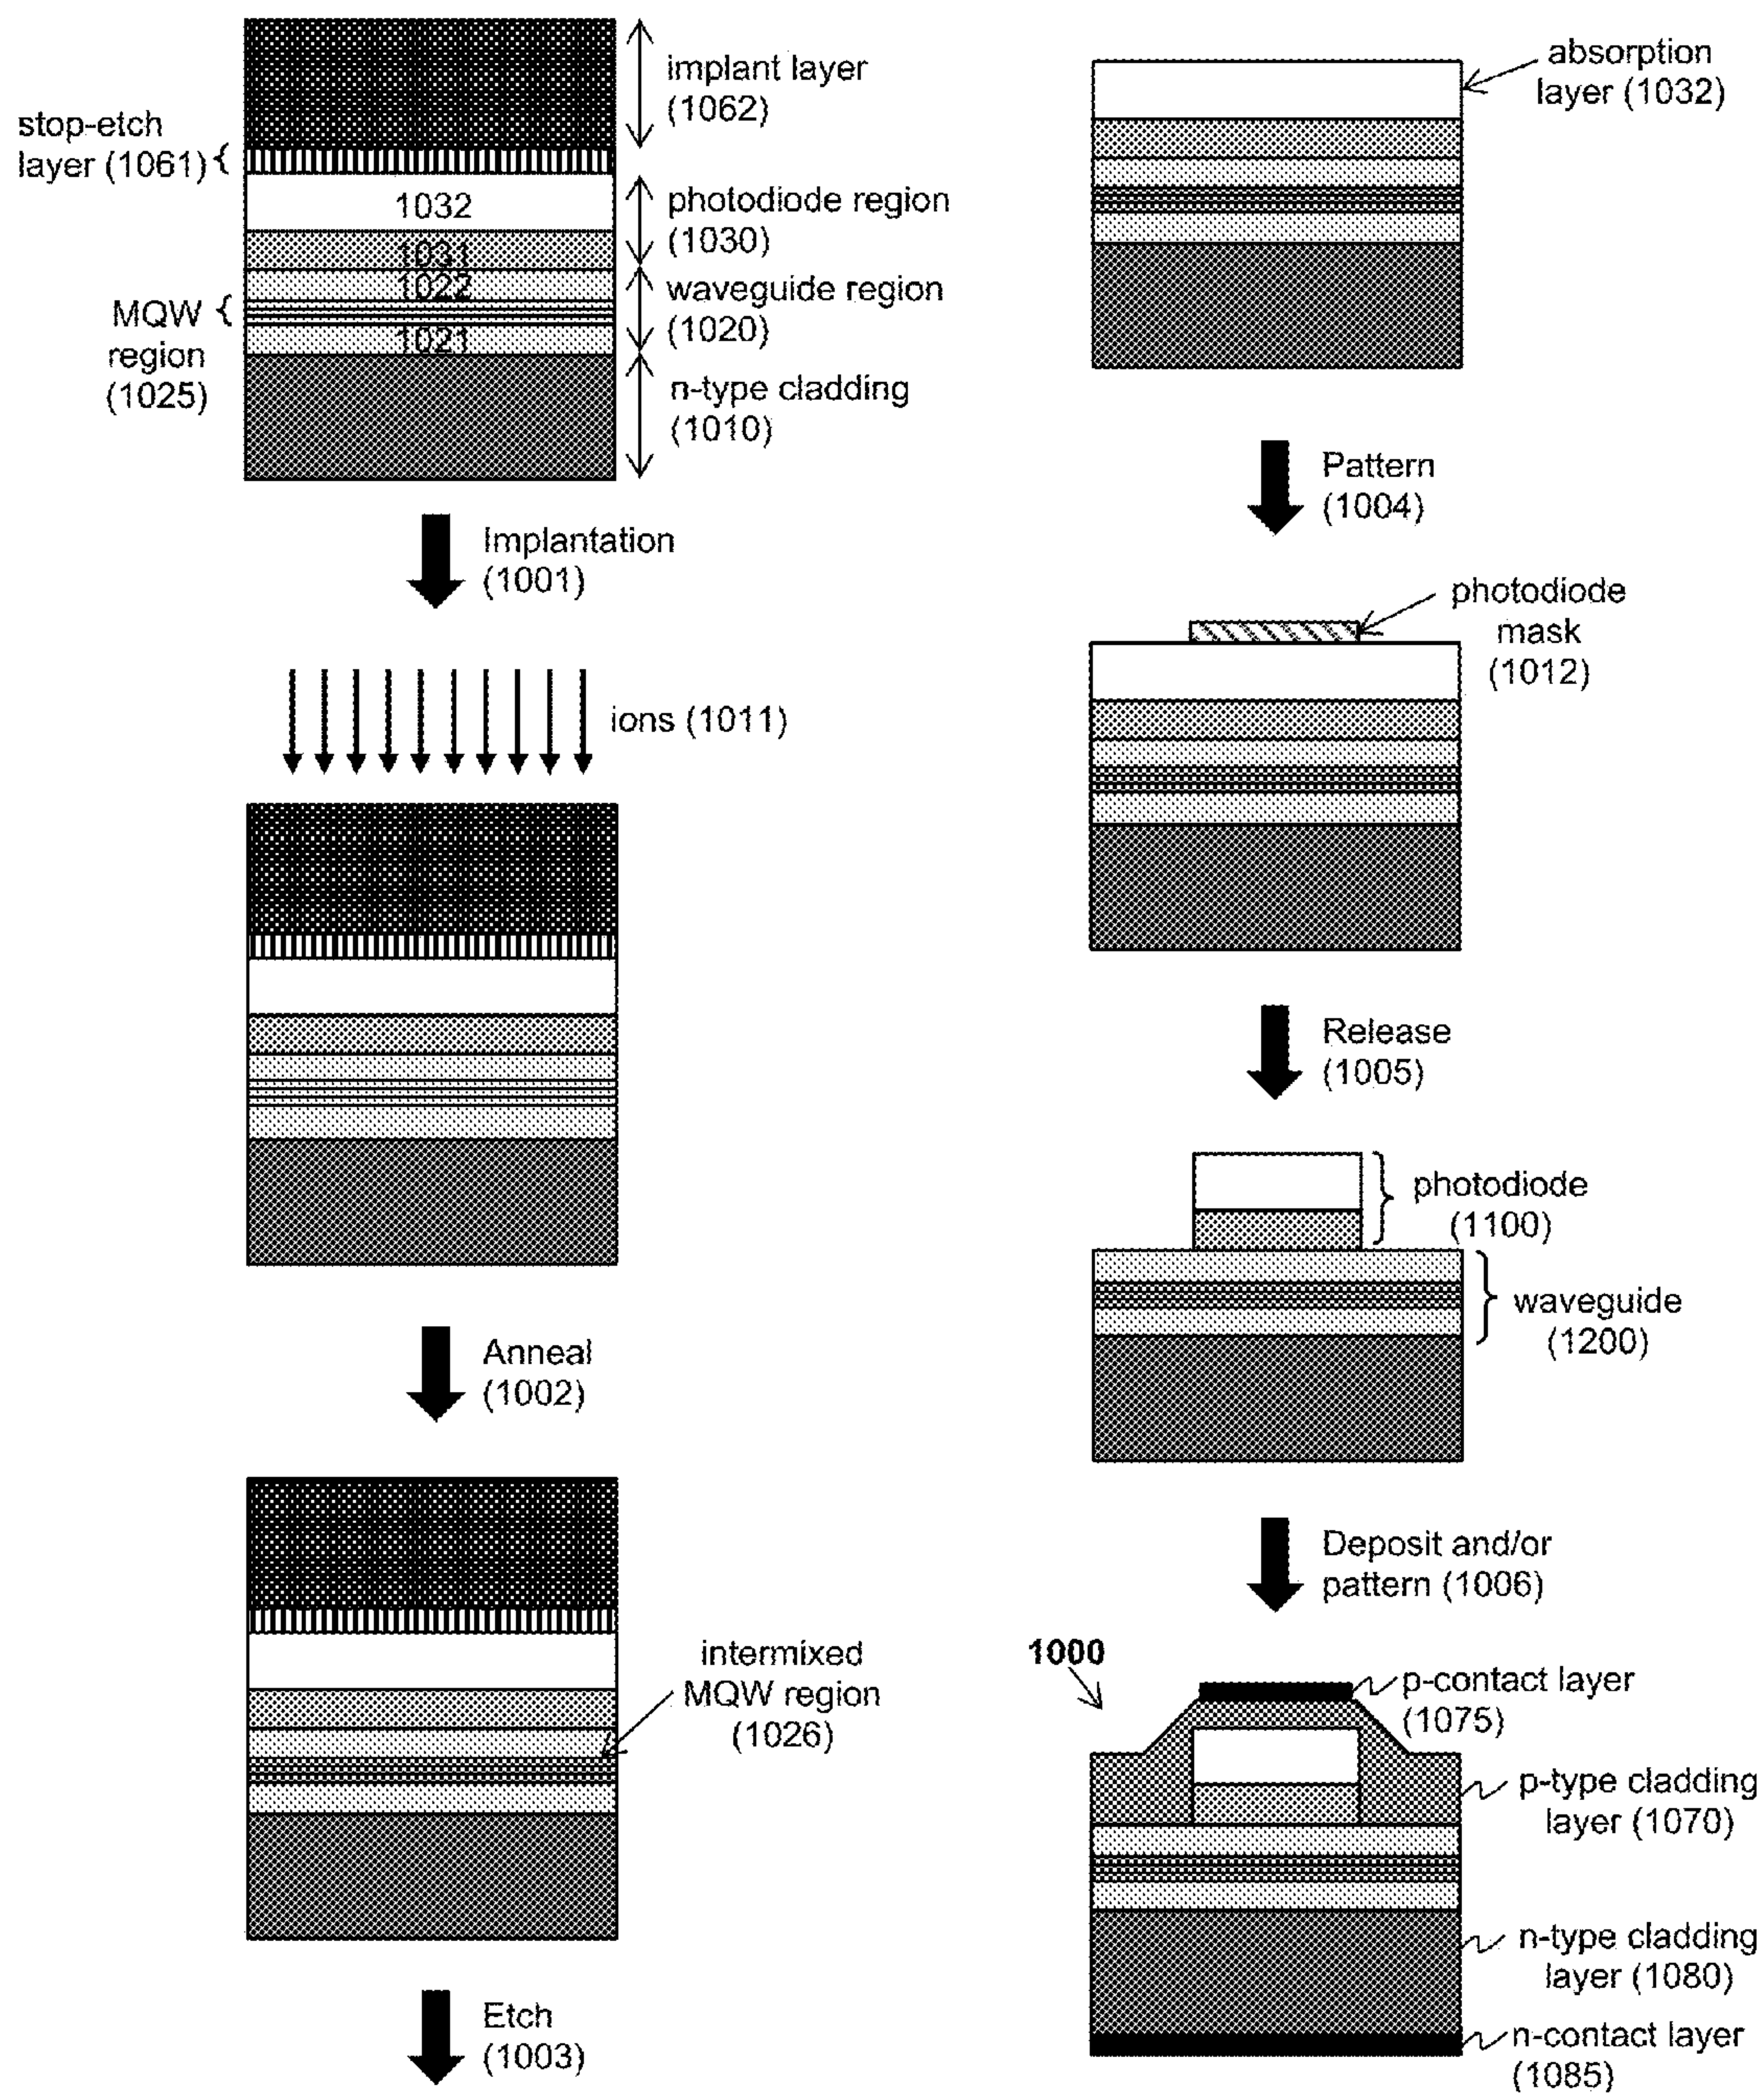 implant layer
(1062)
stop-etch
layer (1061)
1032
photodiode region
(1030)
1031
1022
waveguide region
(1020)
MQW
region
(1025)
1021
n-type cladding
(1010)
Implantation
(1001)
ions (1011)
Anneal
(1002)
intermixed
MQW region
(1026)
Etch
(1003)
absorption
layer (1032)
Pattern
(1004)
photodiode
mask
(1012)
Release
(1005)
photodiode
(1100)
waveguide
(1200)
Deposit and/or
pattern (1006)
1000
p-contact layer
(1075)
p-type cladding
layer (1070)
n-type cladding
layer (1080)
n-contact layer
(1085)